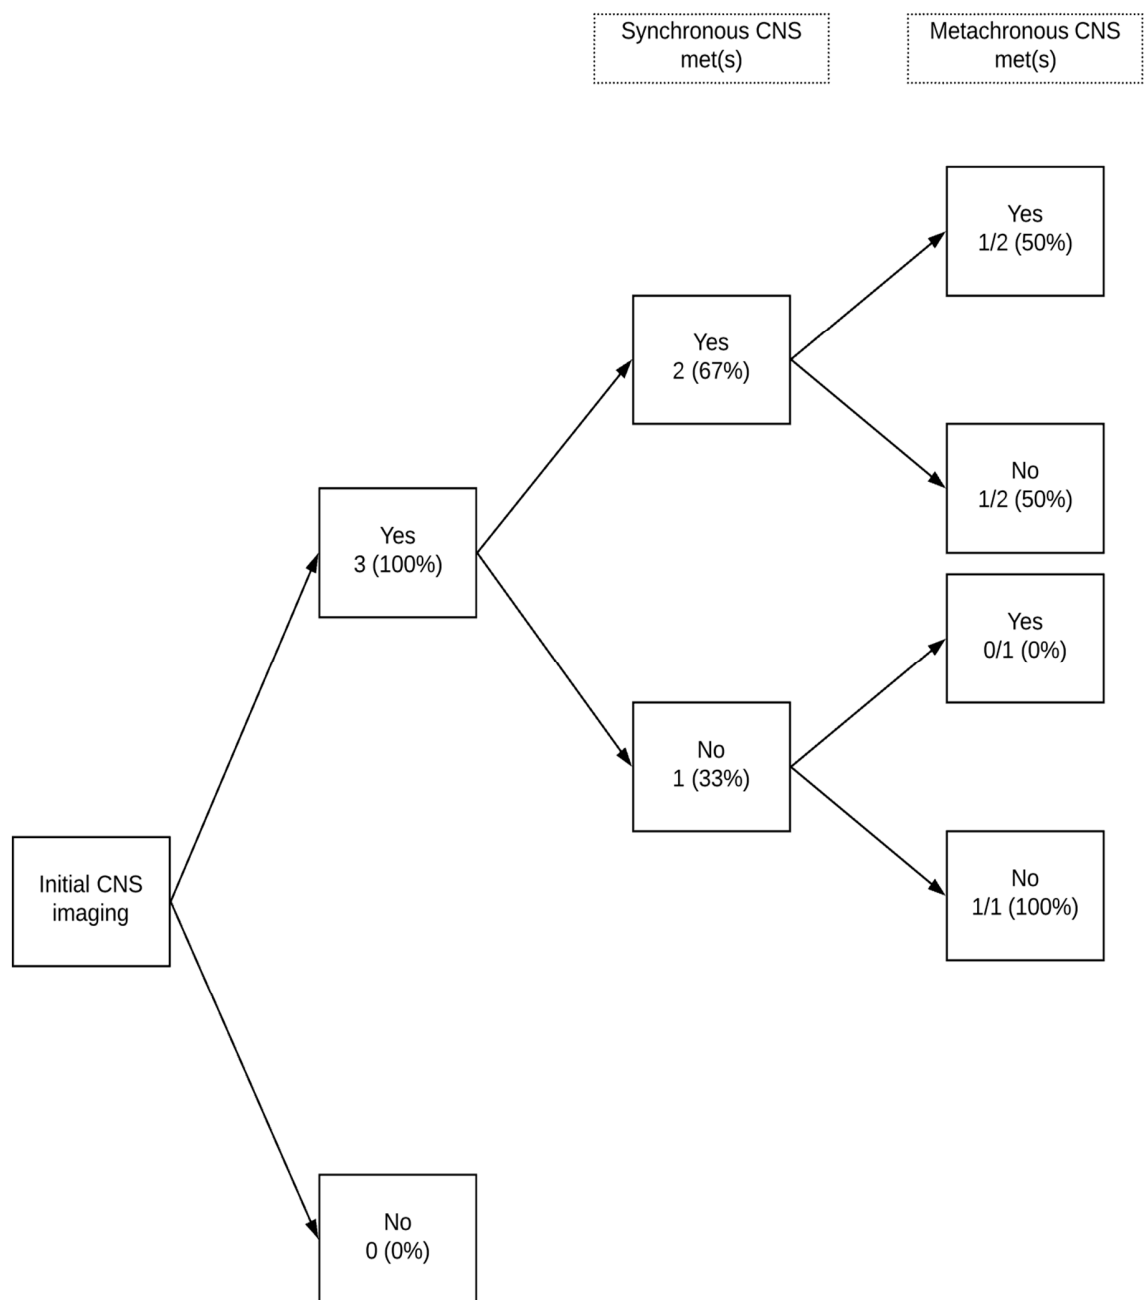 Synchronous CNS
met(s)
Metachronous CNS
met(s)
Yes
1/2 (50%)
Yes
2 (67%)
No
1/2 (50%)
Yes
3 (100%)
Yes
0/1 (0%)
No
1 (33%)
No
1/1 (100%)
Initial CNS
imaging
No
0 (0%)